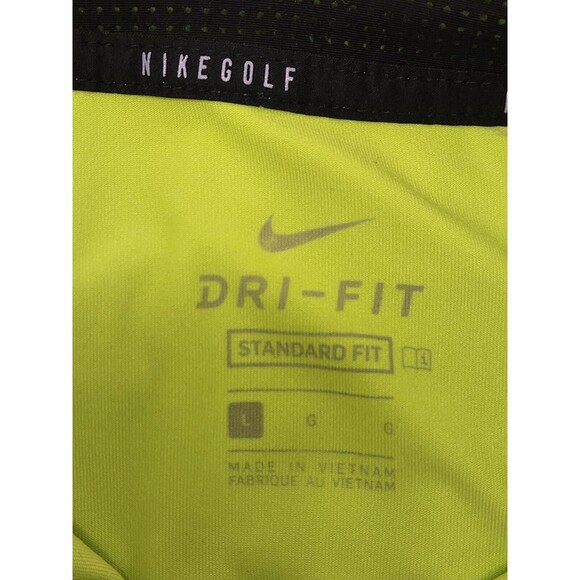 NIKEGOLF
DRI-FIT
STANDARD FIT
L G G
MADE IN VIETNAM
FABRIQUE AU VIETNAM